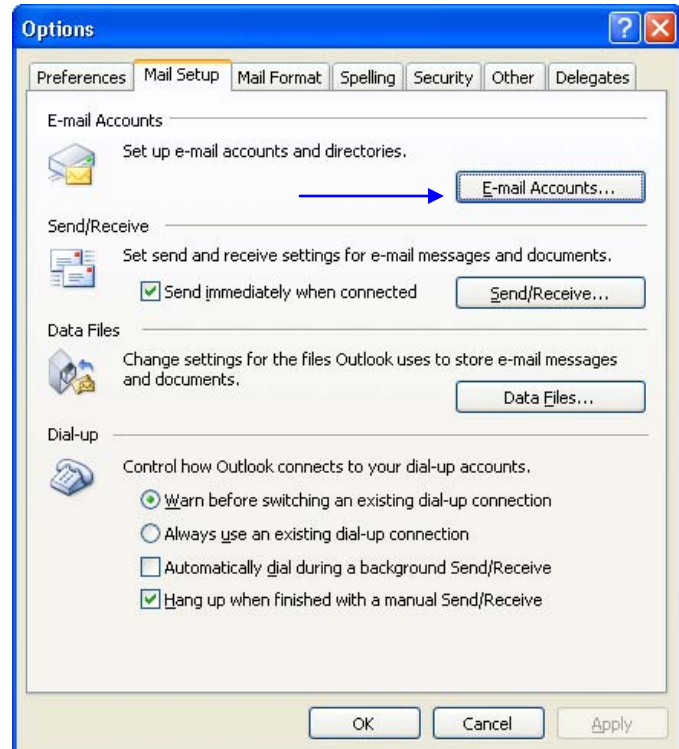 Options
Preferences Mail Setup Mail Format Spelling Security Other Delegates
E-mail Accounts
Set up e-mail accounts and directories.
E-mail Accounts...
Send/Receive
Set send and receive settings for e-mail messages and documents.
Send immediately when connected
Send/Receive...
Data Files
Change settings for the files Outlook uses to store e-mail messages
and documents.
Data Files...
Dial-up
Control how Outlook connects to your dial-up accounts.
Warn before switching an existing dial-up connection
Always use an existing dial-up connection
Automatically dial during a background Send/Receive
Hang up when finished with a manual Send/Receive
OK Cancel Apply